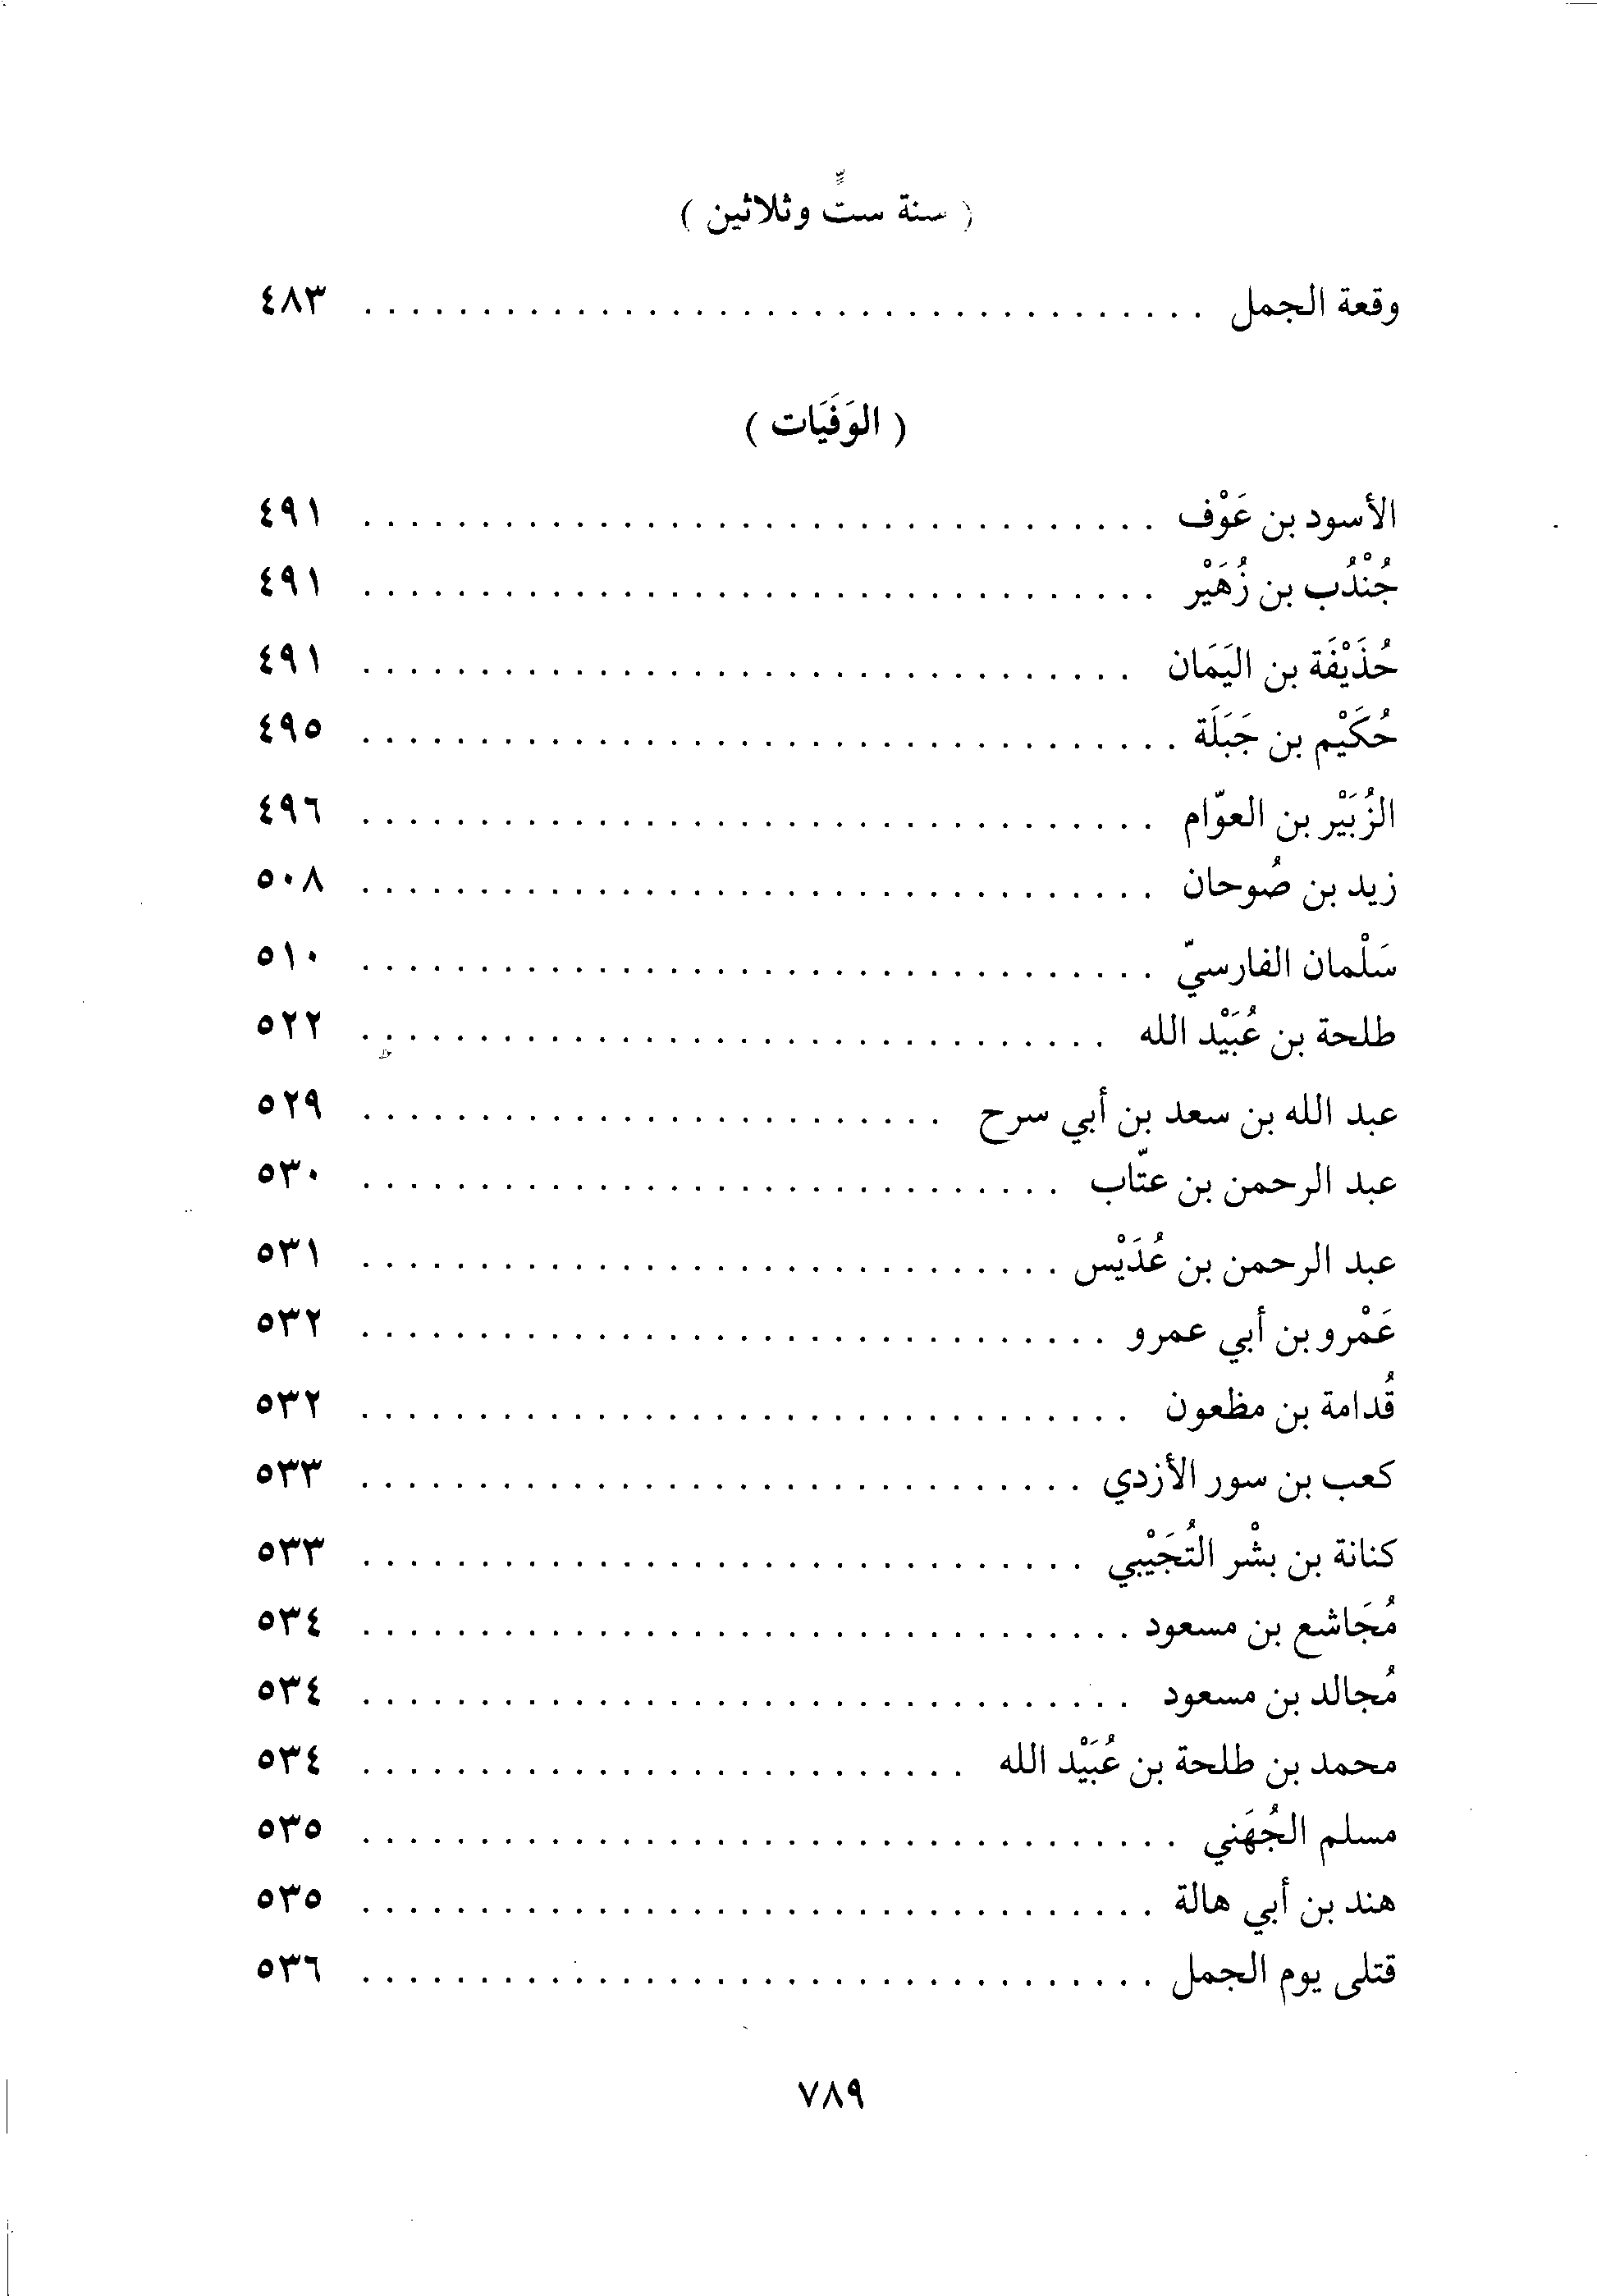 ( سنة ستٍّ وثلاثين )
وقعة الجمل . . . . . . . . . . . . . . . . . . . . . . . . . . . . . . . . . . . . ٤٨٣
( الوَفَيَات )
الأسود بن عَوْف . . . . . . . . . . . . . . . . . . . . . . . . . . . . . . . . . . ٤٩١
جُنْدُب بن زُهَيْر . . . . . . . . . . . . . . . . . . . . . . . . . . . . . . . . . . ٤٩١
حُذَيْفَة بن اليَمَان . . . . . . . . . . . . . . . . . . . . . . . . . . . . . . . . . ٤٩١
حُكَيْم بن جَبَلَة . . . . . . . . . . . . . . . . . . . . . . . . . . . . . . . . . . . ٤٩٥
الزُبَيْر بن العوّام . . . . . . . . . . . . . . . . . . . . . . . . . . . . . . . . . . ٤٩٦
زيد بن صُوحان . . . . . . . . . . . . . . . . . . . . . . . . . . . . . . . . . . ٥٠٨
سَلْمان الفارسيّ . . . . . . . . . . . . . . . . . . . . . . . . . . . . . . . . . . ٥١٠
طلحة بن عُبَيْد الله . . . . . . . . . . . . . . . . . . . . . . . . . . . . . . . . ٥٢٢
عبد الله بن سعد بن أبي سرح . . . . . . . . . . . . . . . . . . . . . . . . . ٥٢٩
عبد الرحمن بن عتّاب . . . . . . . . . . . . . . . . . . . . . . . . . . . . . . ٥٣٠
عبد الرحمن بن عُدَيْس . . . . . . . . . . . . . . . . . . . . . . . . . . . . . . ٥٣١
عَمْرو بن أبي عمرو . . . . . . . . . . . . . . . . . . . . . . . . . . . . . . . . ٥٣٢
قُدامة بن مظعون . . . . . . . . . . . . . . . . . . . . . . . . . . . . . . . . . ٥٣٢
كعب بن سور الأزدي . . . . . . . . . . . . . . . . . . . . . . . . . . . . . . . ٥٣٣
كنانة بن بشْر التُجَيْبي . . . . . . . . . . . . . . . . . . . . . . . . . . . . . . . ٥٣٣
مُجَاشع بن مسعود . . . . . . . . . . . . . . . . . . . . . . . . . . . . . . . . . ٥٣٤
مُجالد بن مسعود . . . . . . . . . . . . . . . . . . . . . . . . . . . . . . . . . ٥٣٤
محمد بن طلحة بن عُبَيْد الله . . . . . . . . . . . . . . . . . . . . . . . . . . ٥٣٤
مسلم الجُهَني . . . . . . . . . . . . . . . . . . . . . . . . . . . . . . . . . . . ٥٣٥
هند بن أبي هالة . . . . . . . . . . . . . . . . . . . . . . . . . . . . . . . . . . ٥٣٥
قتلى يوم الجمل . . . . . . . . . . . . . . . . . . . . . . . . . . . . . . . . . . ٥٣٦
٧٨٩